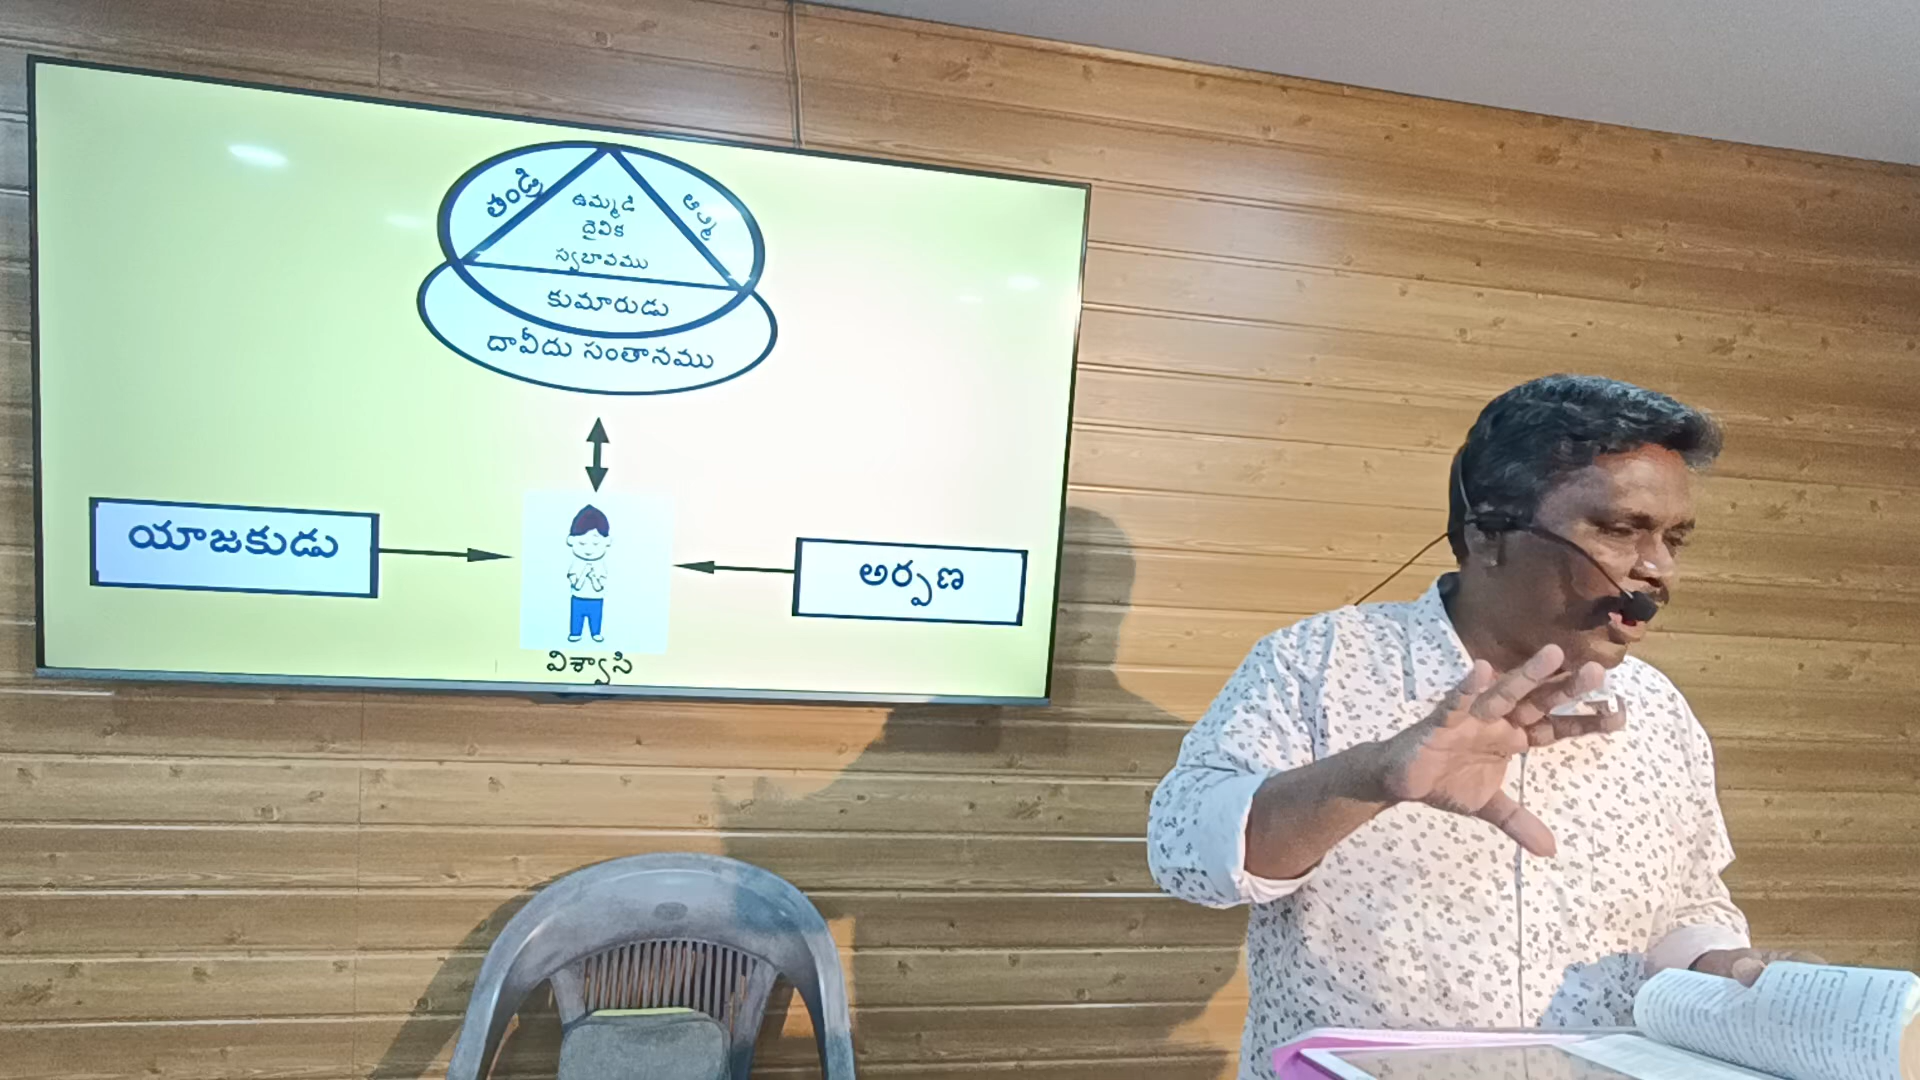 తండ్రి
ఆత్మ
ఉమ్మడి
దైవిక
స్వభావము
కుమారుడు
దావీదు సంతానము
యాజకుడు
అర్పణ
విశ్వాసి